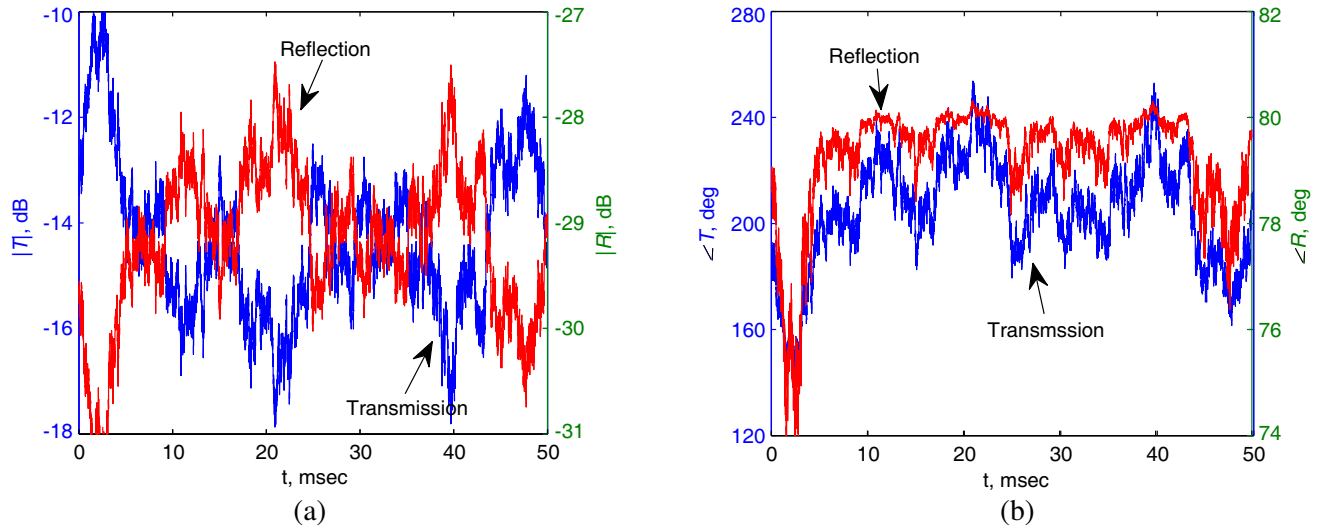 -10
-12
-14
-16
-18
|T|, dB
-27
-28
-29
-30
-31
|R|, dB
Reflection
Transmission
0 10 20 30 40 50
t, msec
(a)
280
240
200
160
120
∠T, deg
82
80
78
76
74
∠R, deg
Reflection
Transmssion
0 10 20 30 40 50
t, msec
(b)